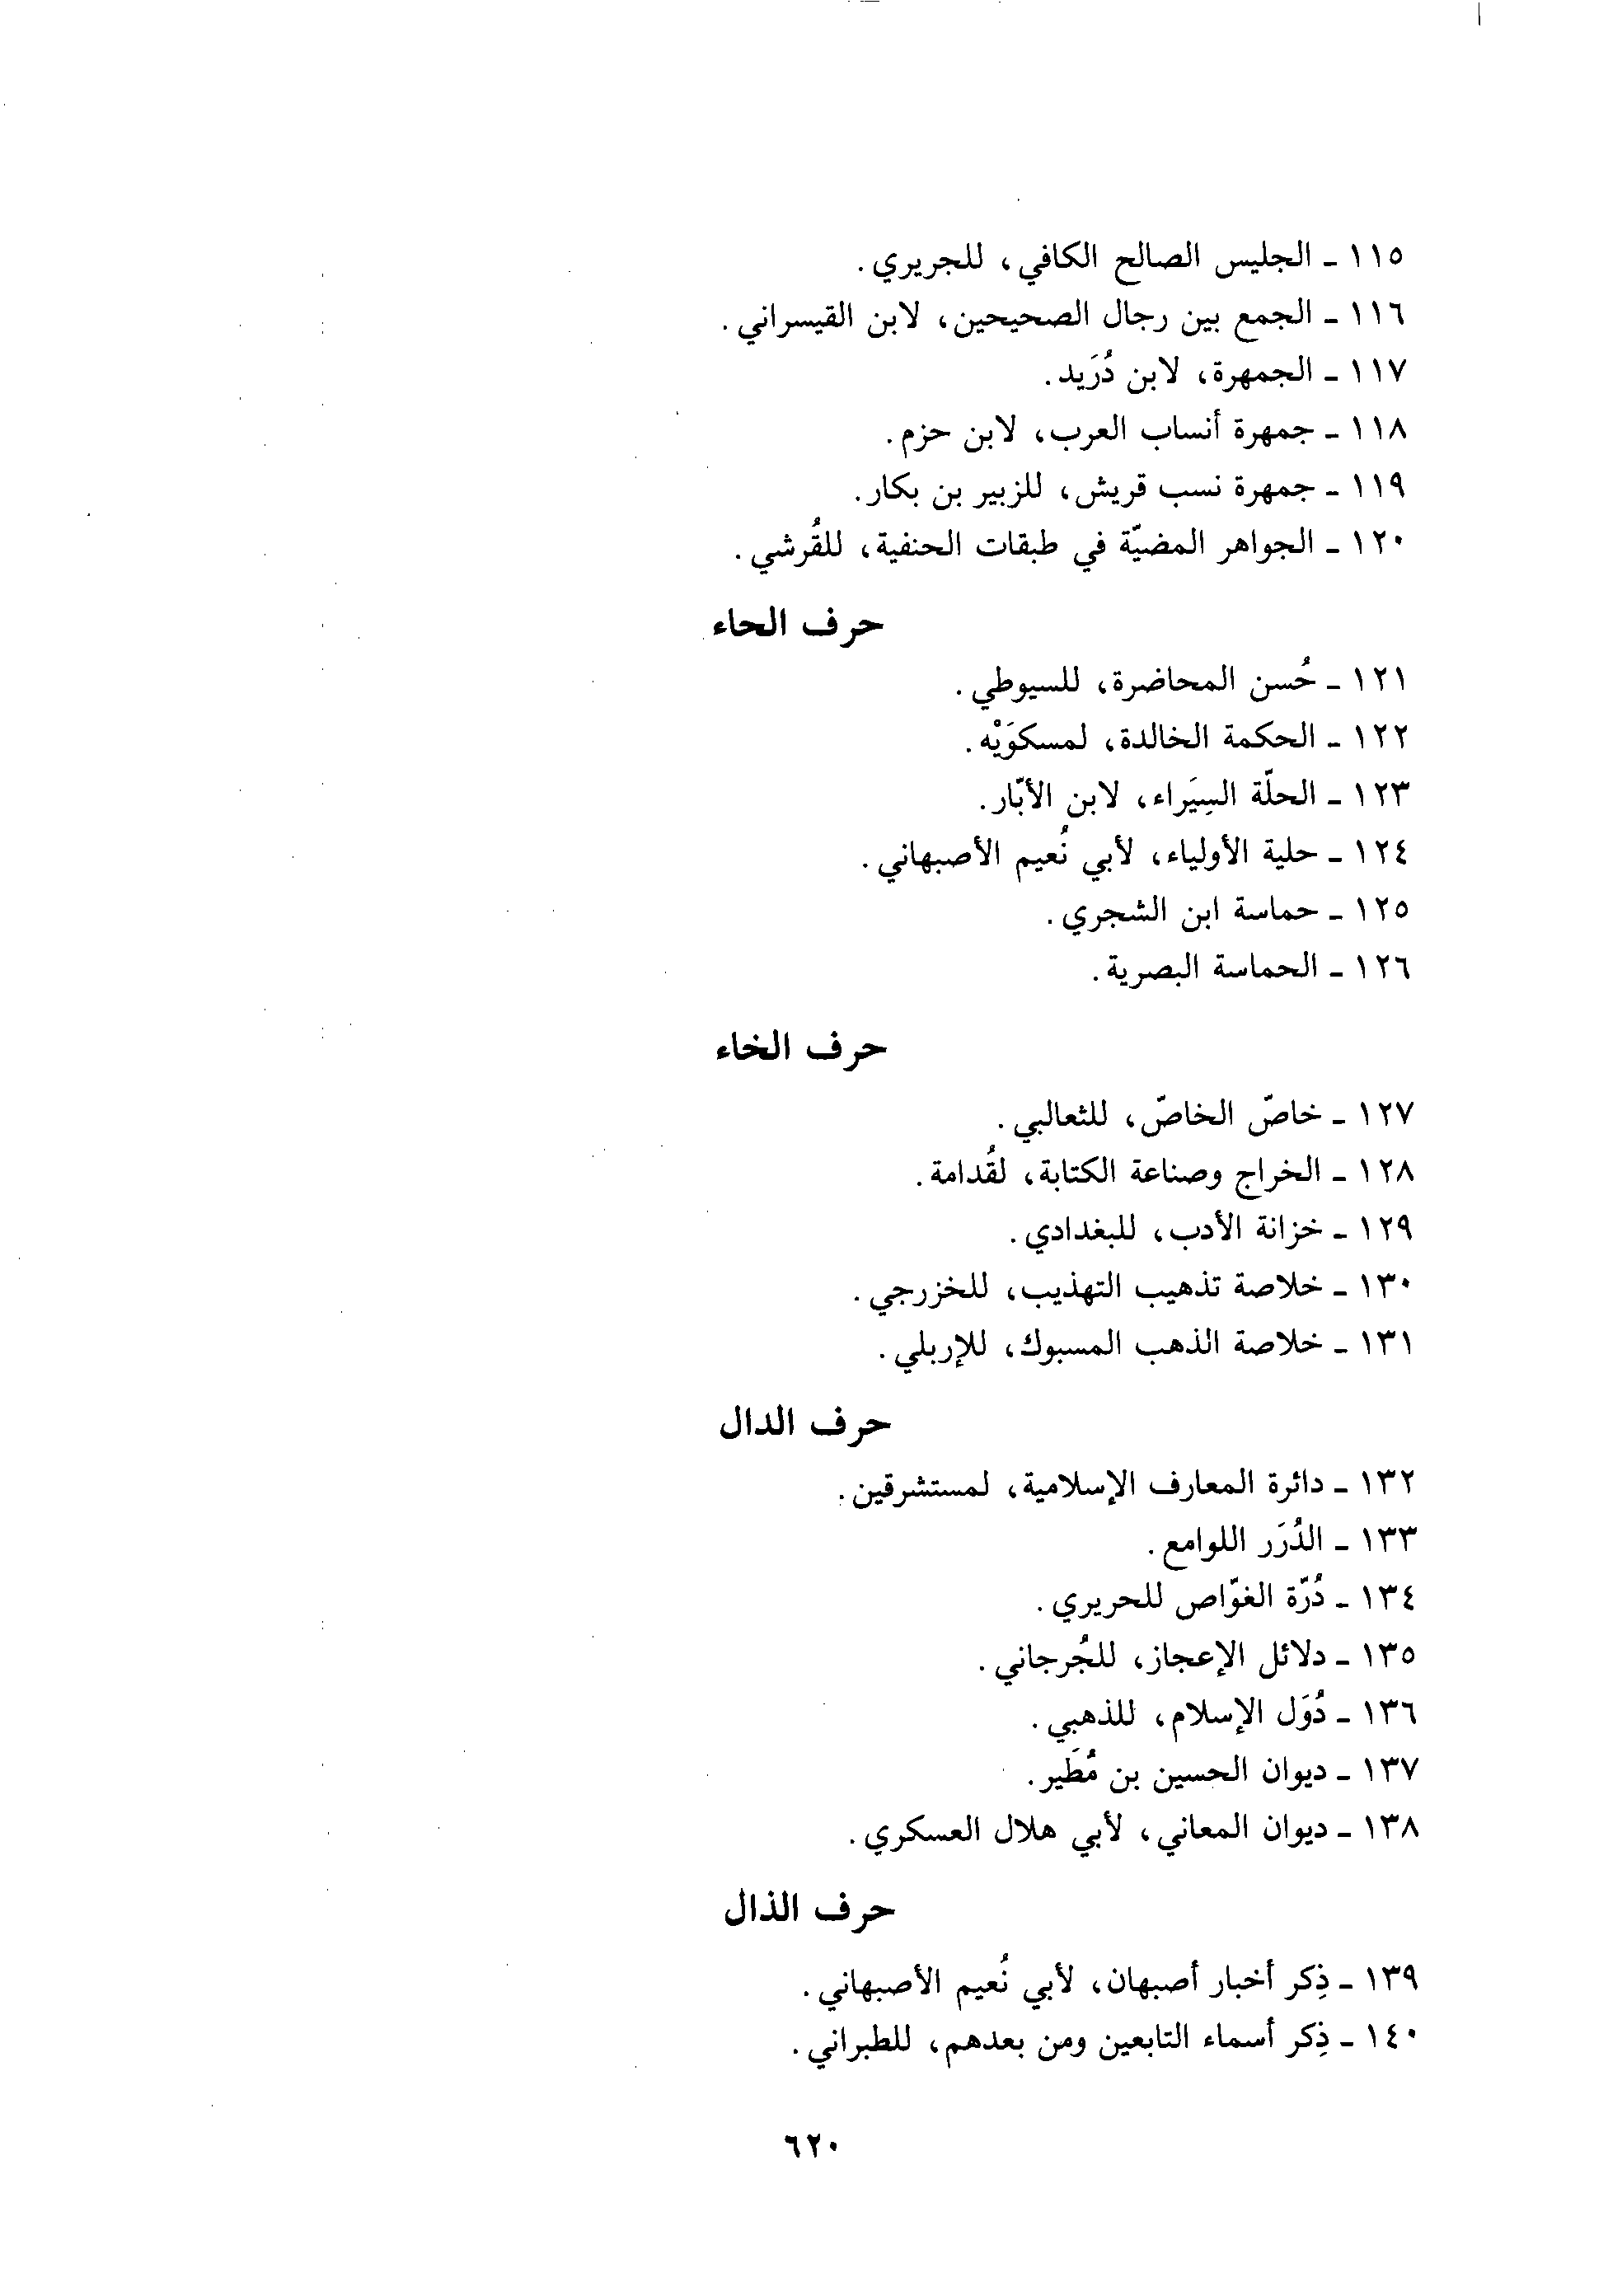 ١١٥ ـ الجليس الصالح الكافي، للجريري.
١١٦ ـ الجمع بين رجال الصحيحين، لابن القيسراني.
١١٧ ـ الجمهرة، لابن دُرَيد.
١١٨ ـ جمهرة أنساب العرب، لابن حزم.
١١٩ ـ جمهرة نسب قريش، للزبير بن بكار.
١٢٠ ـ الجواهر المضيّة في طبقات الحنفية، للقُرشي.
حرف الحاء
١٢١ ـ حُسن المحاضرة، للسيوطي.
١٢٢ ـ الحكمة الخالدة، لمسكوَيْه.
١٢٣ ـ الحلّة السِيَراء، لابن الأبّار.
١٢٤ ـ حلية الأولياء، لأبي نُعيم الأصبهاني.
١٢٥ ـ حماسة ابن الشجري.
١٢٦ ـ الحماسة البصرية.
حرف الخاء
١٢٧ ـ خاصّ الخاصّ، للثعالبي.
١٢٨ ـ الخراج وصناعة الكتابة، لقُدامة.
١٢٩ ـ خزانة الأدب، للبغدادي.
١٣٠ ـ خلاصة تذهيب التهذيب، للخزرجي.
١٣١ ـ خلاصة الذهب المسبوك، للإربلي.
حرف الدال
١٣٢ ـ دائرة المعارف الإسلامية، لمستشرقين.
١٣٣ ـ الدُرَر اللوامع.
١٣٤ ـ دُرّة الغوّاص للحريري.
١٣٥ ـ دلائل الإعجاز، للجُرجاني.
١٣٦ ـ دُوَل الإسلام، للذهبي.
١٣٧ ـ ديوان الحسين بن مُطَير.
١٣٨ ـ ديوان المعاني، لأبي هلال العسكري.
حرف الذال
١٣٩ ـ ذِكر أخبار أصبهان، لأبي نُعيم الأصبهاني.
١٤٠ ـ ذِكر أسماء التابعين ومن بعدهم، للطبراني.
٦٢٠